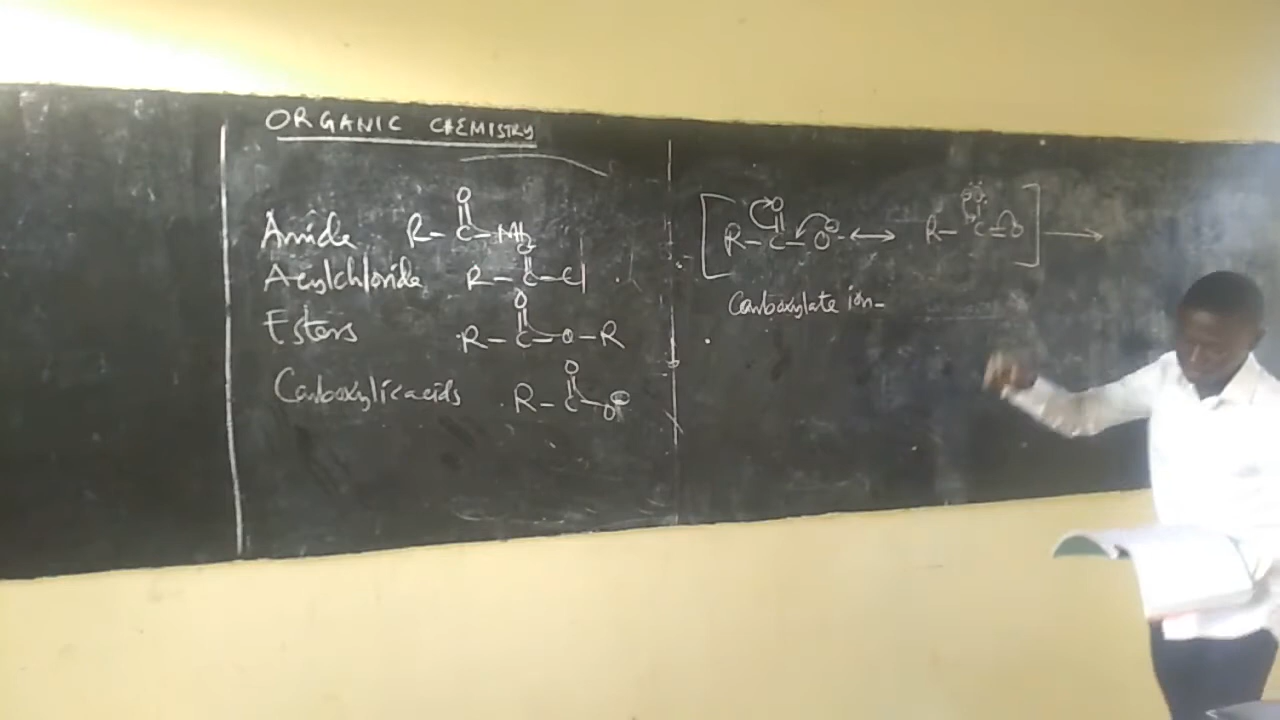 ORGANIC CHEMISTRY
O
Amide R - C - NH2
O
Acylchloride R - C - Cl
O
Esters R - C - O - R
O
Carboxylicacids R - C - O
O
R - C - O ⊖ ↔ R - C = O →
Carboxylate ion